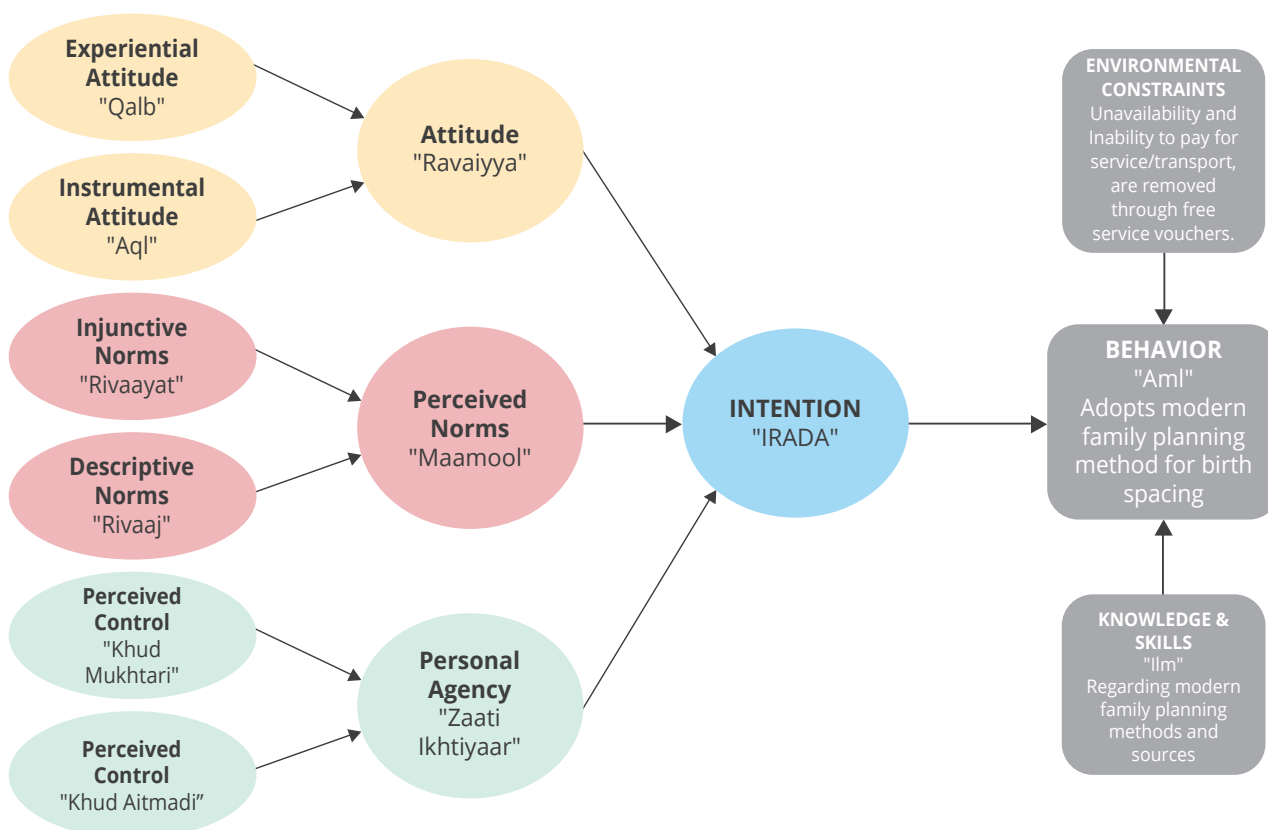 Experiential
Attitude
"Qalb"
Instrumental
Attitude
"Aql"
Injunctive
Norms
"Rivaayat"
Descriptive
Norms
"Rivaaj"
Perceived
Control
"Khud
Mukhtari"
Perceived
Control
"Khud Aitmadi”
Attitude
"Ravaiyya"
Perceived
Norms
"Maamool"
Personal
Agency
"Zaati
Ikhtiyaar"
INTENTION
"IRADA"
ENVIRONMENTAL
CONSTRAINTS
Unavailability and
Inability to pay for
service/transport,
are removed
through free
service vouchers.
BEHAVIOR
"Aml"
Adopts modern
family planning
method for birth
spacing
KNOWLEDGE &
SKILLS
"Ilm"
Regarding modern
family planning
methods and
sources